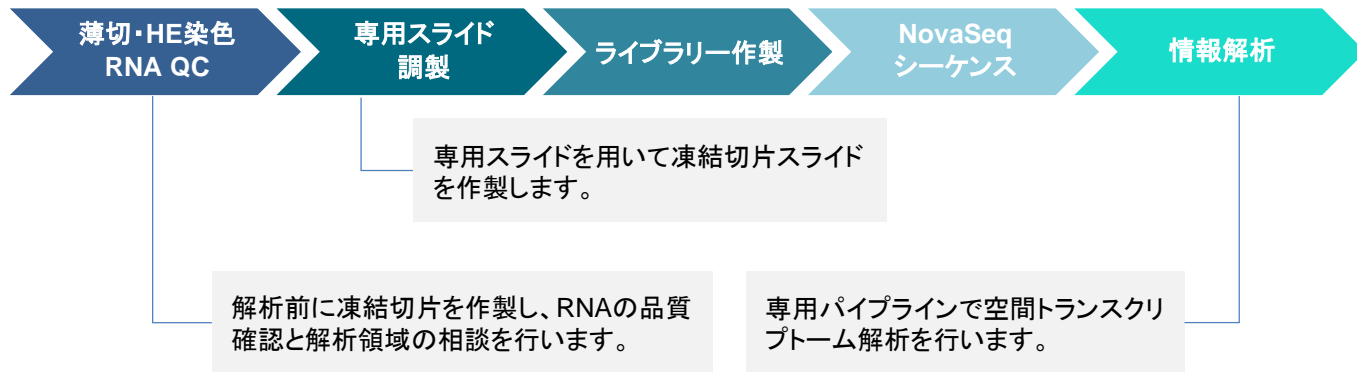 薄切・HE染色
RNA QC
専用スライド
調製
ライブラリー作製
NovaSeq
シーケンス
情報解析
専用スライドを用いて凍結切片スライド
を作製します。
解析前に凍結切片を作製し、RNAの品質
確認と解析領域の相談を行います。
専用パイプラインで空間トランスクリ
プトーム解析を行います。